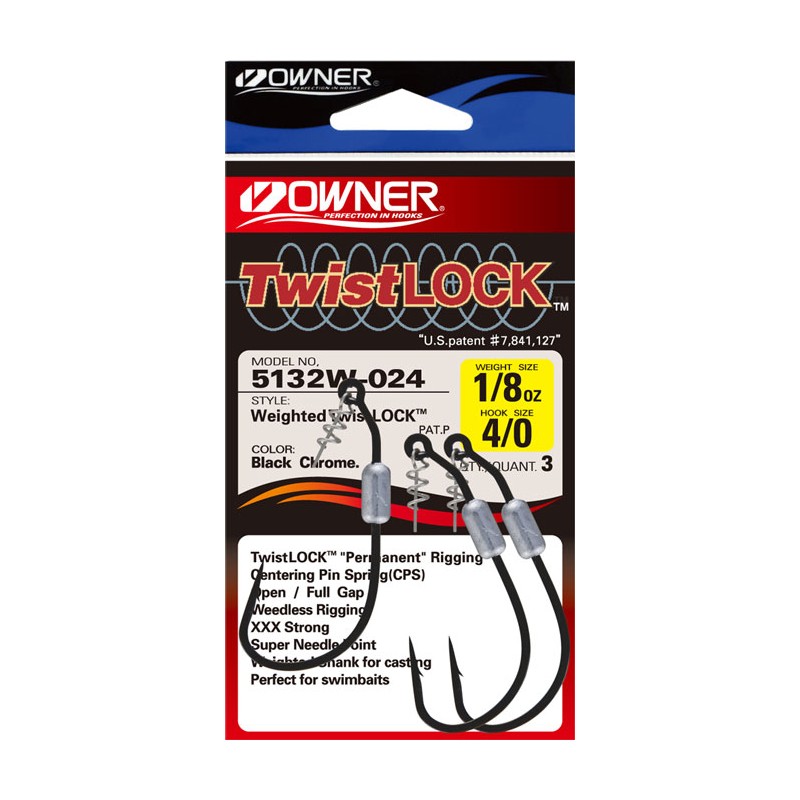 OWNER®
PERFECTION IN HOOKS
OWNER®
PERFECTION IN HOOKS
TwistLOCK™
"U.S.patent #7,841,127"
MODEL NO,
5132W-024
STYLE:
Weighted TwistLOCK™
PAT.P
COLOR:
Black Chrome.
WEIGHT SIZE
1/8oz
HOOK SIZE
4/0
QTY./QUANT. 3
TwistLOCK™ "Permanent" Rigging
Centering Pin Spring(CPS)
Open / Full Gap
Weedless Rigging
XXX Strong
Super Needle Point
Weighted Shank for casting
Perfect for swimbaits